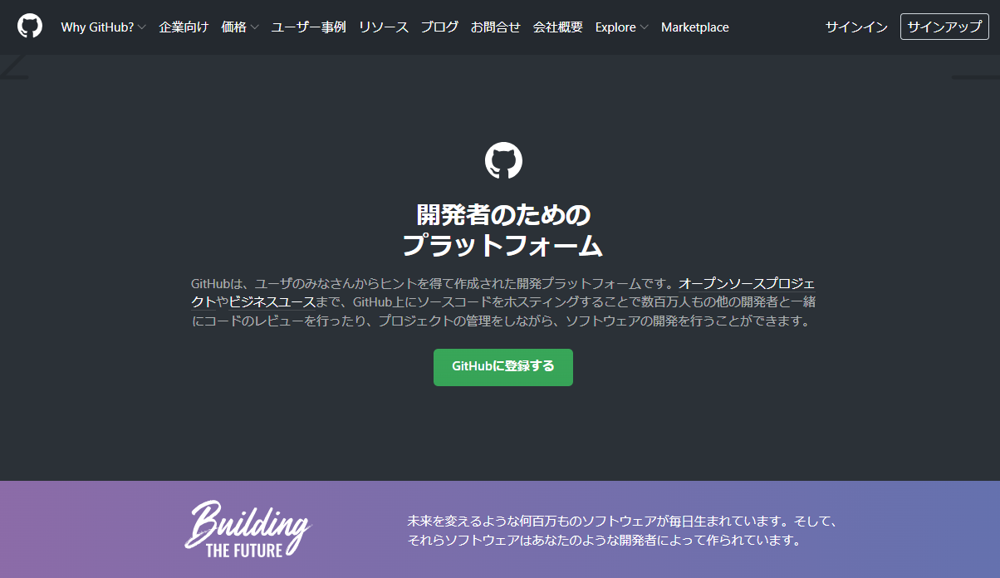 Why GitHub? 企業向け 価格 ユーザー事例 リソース ブログ お問合せ 会社概要 Explore Marketplace サインイン サインアップ
開発者のための
プラットフォーム
GitHubは、ユーザのみなさんからヒントを得て作成された開発プラットフォームです。オープンソースプロジェ
クトやビジネスユースまで、GitHub上にソースコードをホスティングすることで数百万人もの他の開発者と一緒
にコードのレビューを行ったり、プロジェクトの管理をしながら、ソフトウェアの開発を行うことができます。
GitHubに登録する
Building
THE FUTURE
未来を変えるような何百万ものソフトウェアが毎日生まれています。そして、
それらソフトウェアはあなたのような開発者によって作られています。